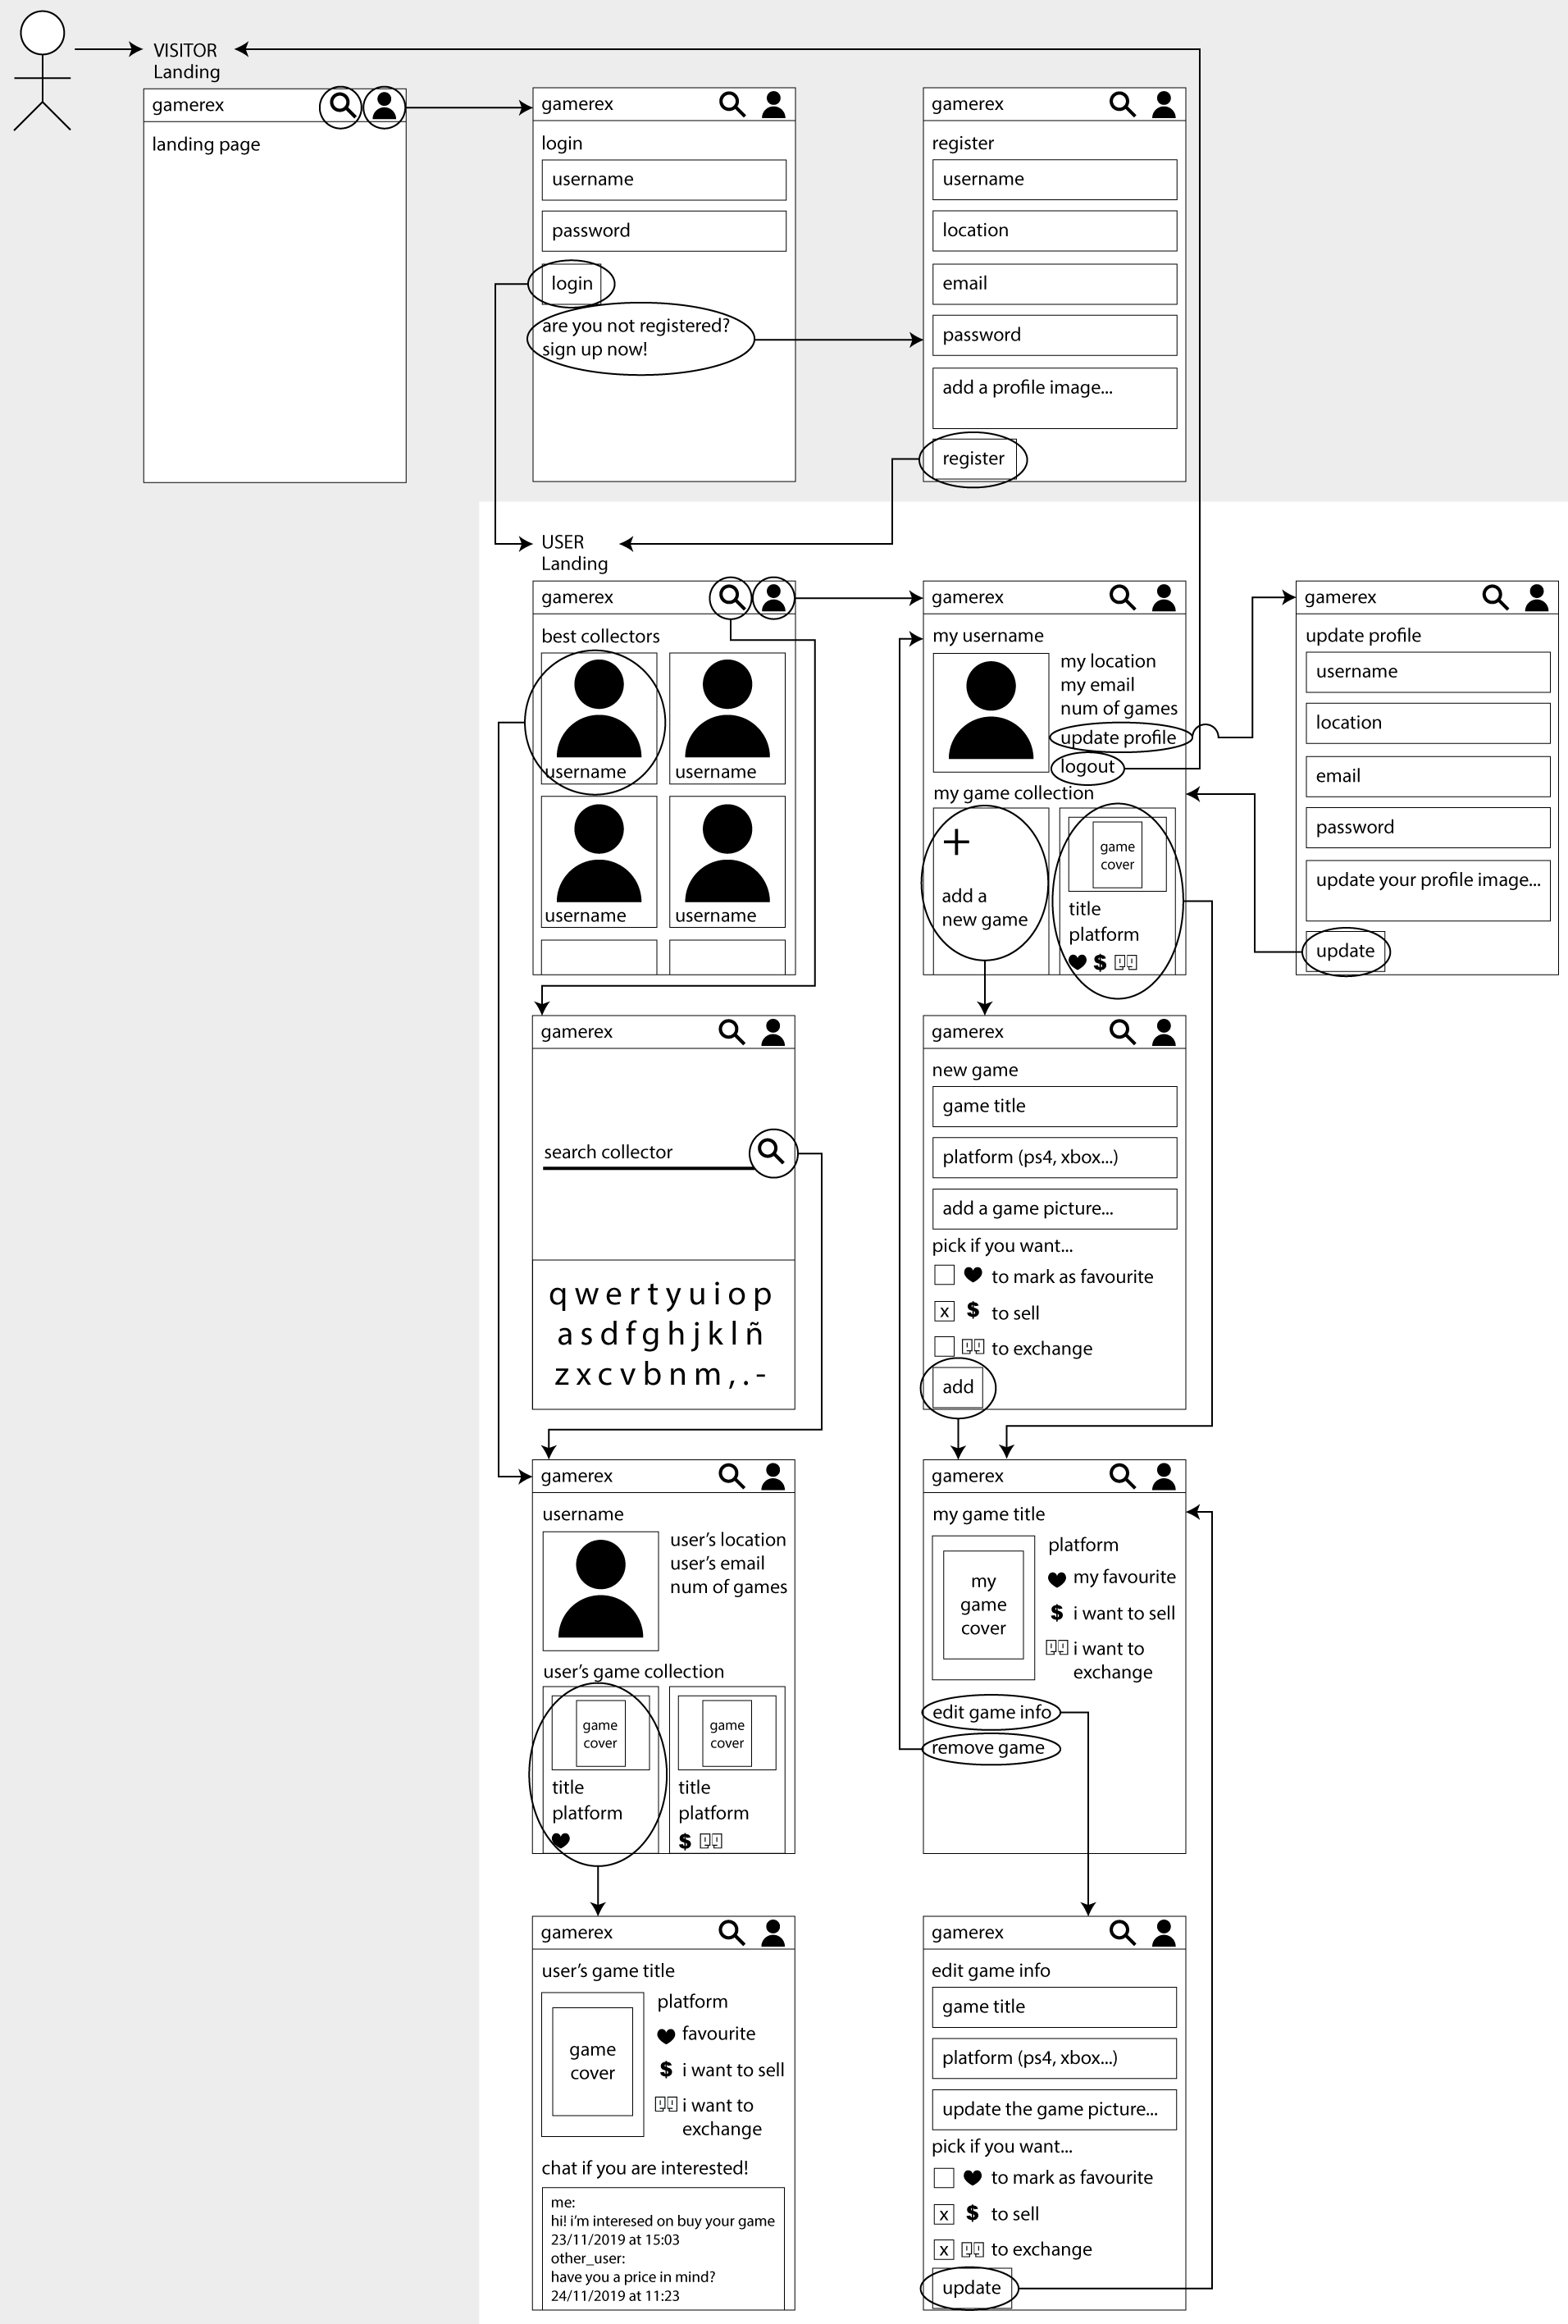 VISITOR
Landing
gamerex
landing page
gamerex
login
username
password
login
are you not registered?
sign up now!
gamerex
register
username
location
email
password
add a profile image...
register
USER
Landing
gamerex
best collectors
username
username
username
username
gamerex
my username
my location
my email
num of games
update profile
logout
my game collection
+
add a
new game
game
cover
title
platform
$
gamerex
update profile
username
location
email
password
update your profile image...
update
gamerex
search collector
q w e r t y u i o p
a s d f g h j k l ñ
z x c v b n m , . -
gamerex
new game
game title
platform (ps4, xbox...)
add a game picture...
pick if you want...
to mark as favourite
x $ to sell
to exchange
add
gamerex
username
user's location
user's email
num of games
user's game collection
game
cover
title
platform
game
cover
title
platform
$
gamerex
my game title
my
game
cover
platform
my favourite
$ i want to sell
i want to
exchange
edit game info
remove game
gamerex
user's game title
game
cover
platform
favourite
$ i want to sell
i want to
exchange
chat if you are interested!
me:
hi! i'm interesed on buy your game
23/11/2019 at 15:03
other_user:
have you a price in mind?
24/11/2019 at 11:23
gamerex
edit game info
game title
platform (ps4, xbox...)
update the game picture...
pick if you want...
to mark as favourite
x $ to sell
x to exchange
update